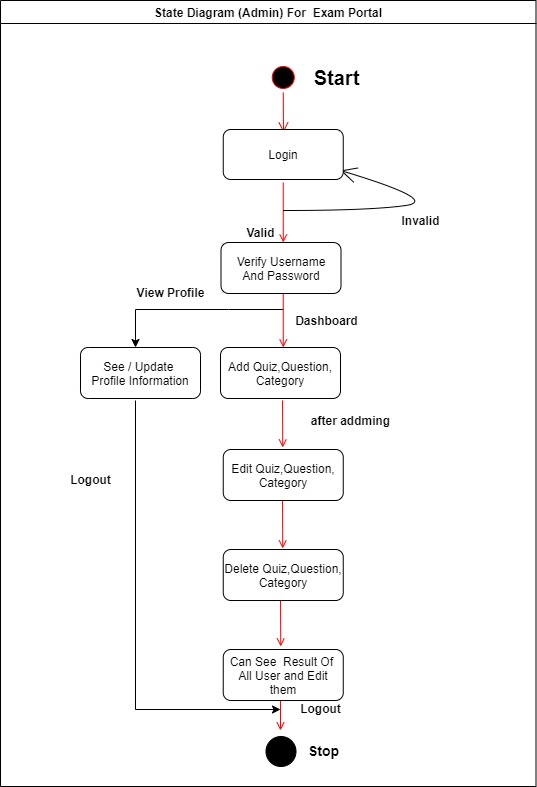 State Diagram (Admin) For  Exam Portal
Start
Login
Invalid
Valid
Verify Username
And Password
View Profile
Dashboard
See / Update
Profile Information
Add Quiz,Question,
Category
after addming
Edit Quiz,Question,
Category
Logout
Delete Quiz,Question,
Category
Can See  Result Of
All User and Edit
them
Logout
Stop